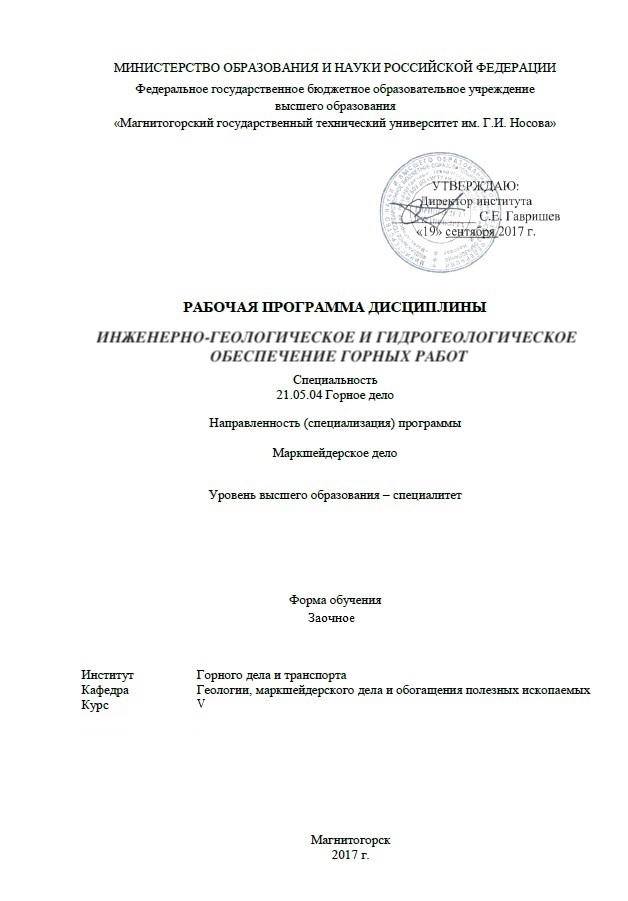 МИНИСТЕРСТВО ОБРАЗОВАНИЯ И НАУКИ РОССИЙСКОЙ ФЕДЕРАЦИИ
Федеральное государственное бюджетное образовательное учреждение
высшего образования
«Магнитогорский государственный технический университет им. Г.И. Носова»
УТВЕРЖДАЮ:
Директор института
С.Е. Гавришев
«19» сентября 2017 г.
РАБОЧАЯ ПРОГРАММА ДИСЦИПЛИНЫ
ИНЖЕНЕРНО-ГЕОЛОГИЧЕСКОЕ И ГИДРОГЕОЛОГИЧЕСКОЕ
ОБЕСПЕЧЕНИЕ ГОРНЫХ РАБОТ
Специальность
21.05.04 Горное дело
Направленность (специализация) программы
Маркшейдерское дело
Уровень высшего образования – специалитет
Форма обучения
Заочное
Институт Горного дела и транспорта
Кафедра Геологии, маркшейдерского дела и обогащения полезных ископаемых
Курс V
Магнитогорск
2017 г.